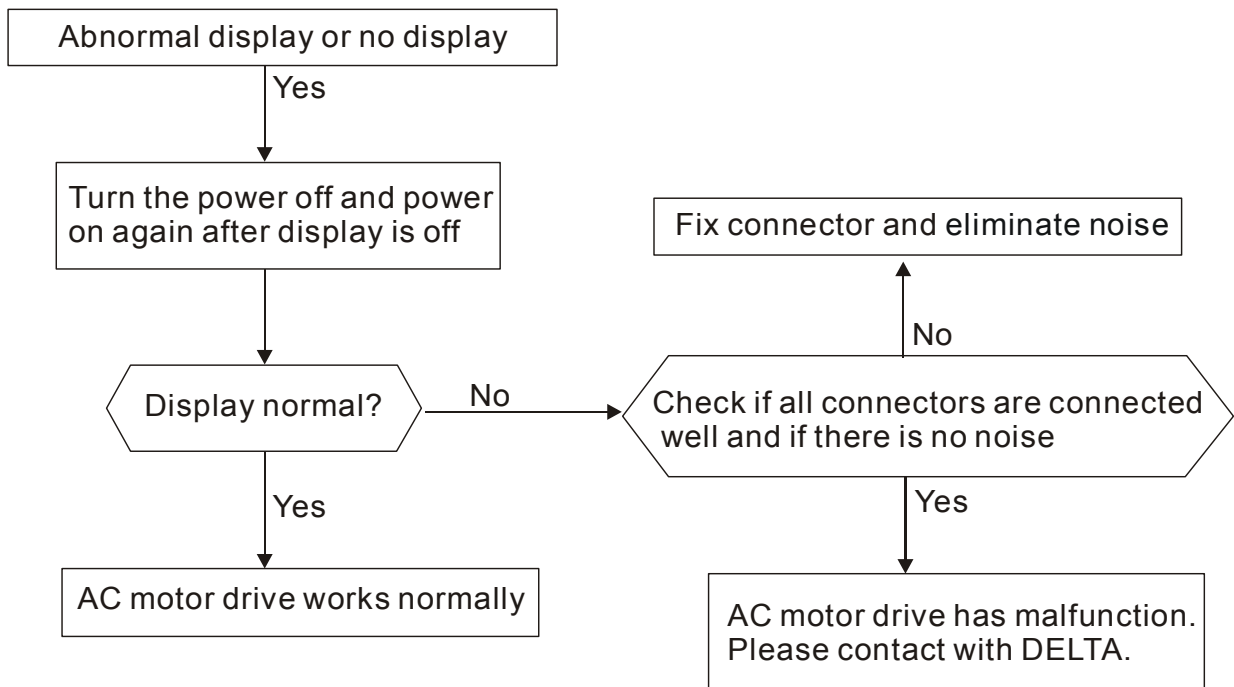 Abnormal display or no display
Yes
Turn the power off and power
on again after display is off
Display normal?
No
Yes
AC motor drive works normally
Fix connector and eliminate noise
No
Check if all connectors are connected
well and if there is no noise
Yes
AC motor drive has malfunction.
Please contact with DELTA.